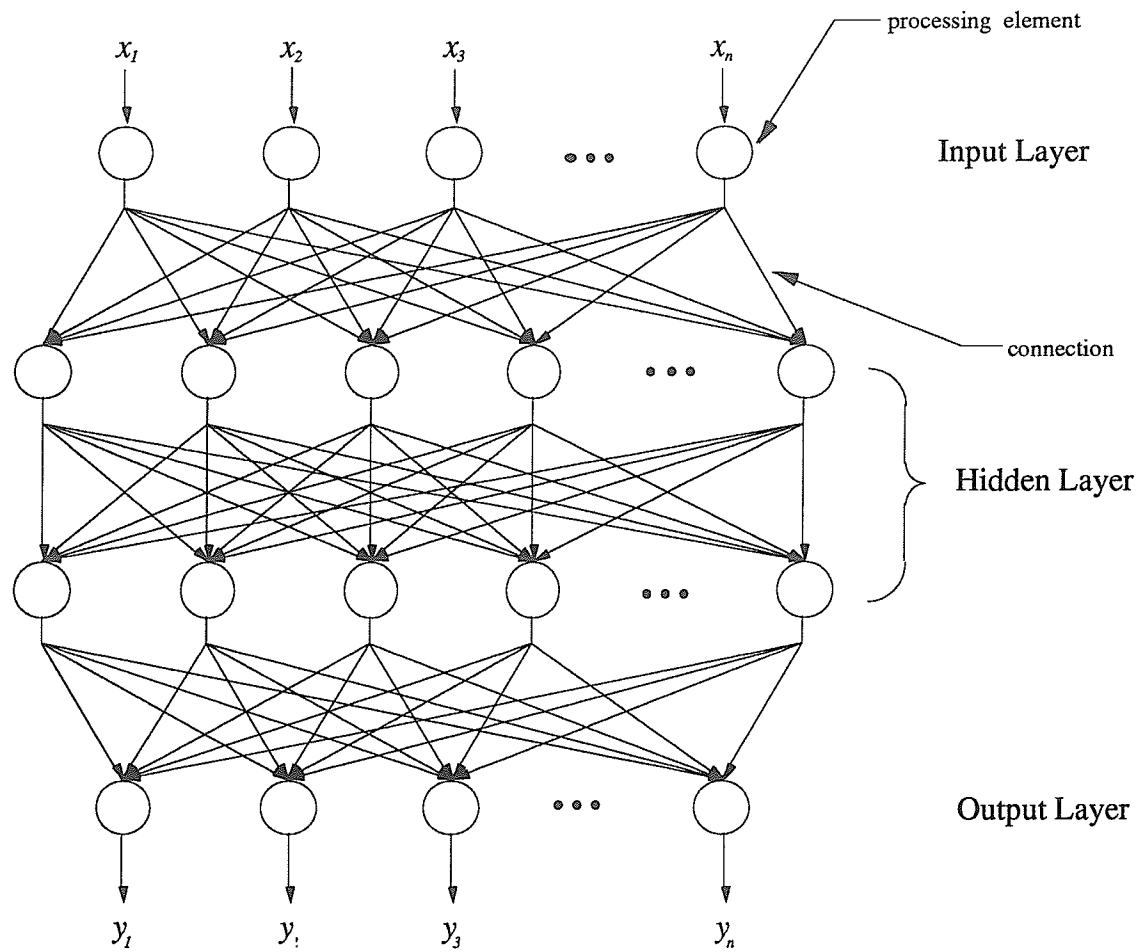 processing element
x1 x2 x3 xn
Input Layer
connection
Hidden Layer
Output Layer
y1 y! y3 yn